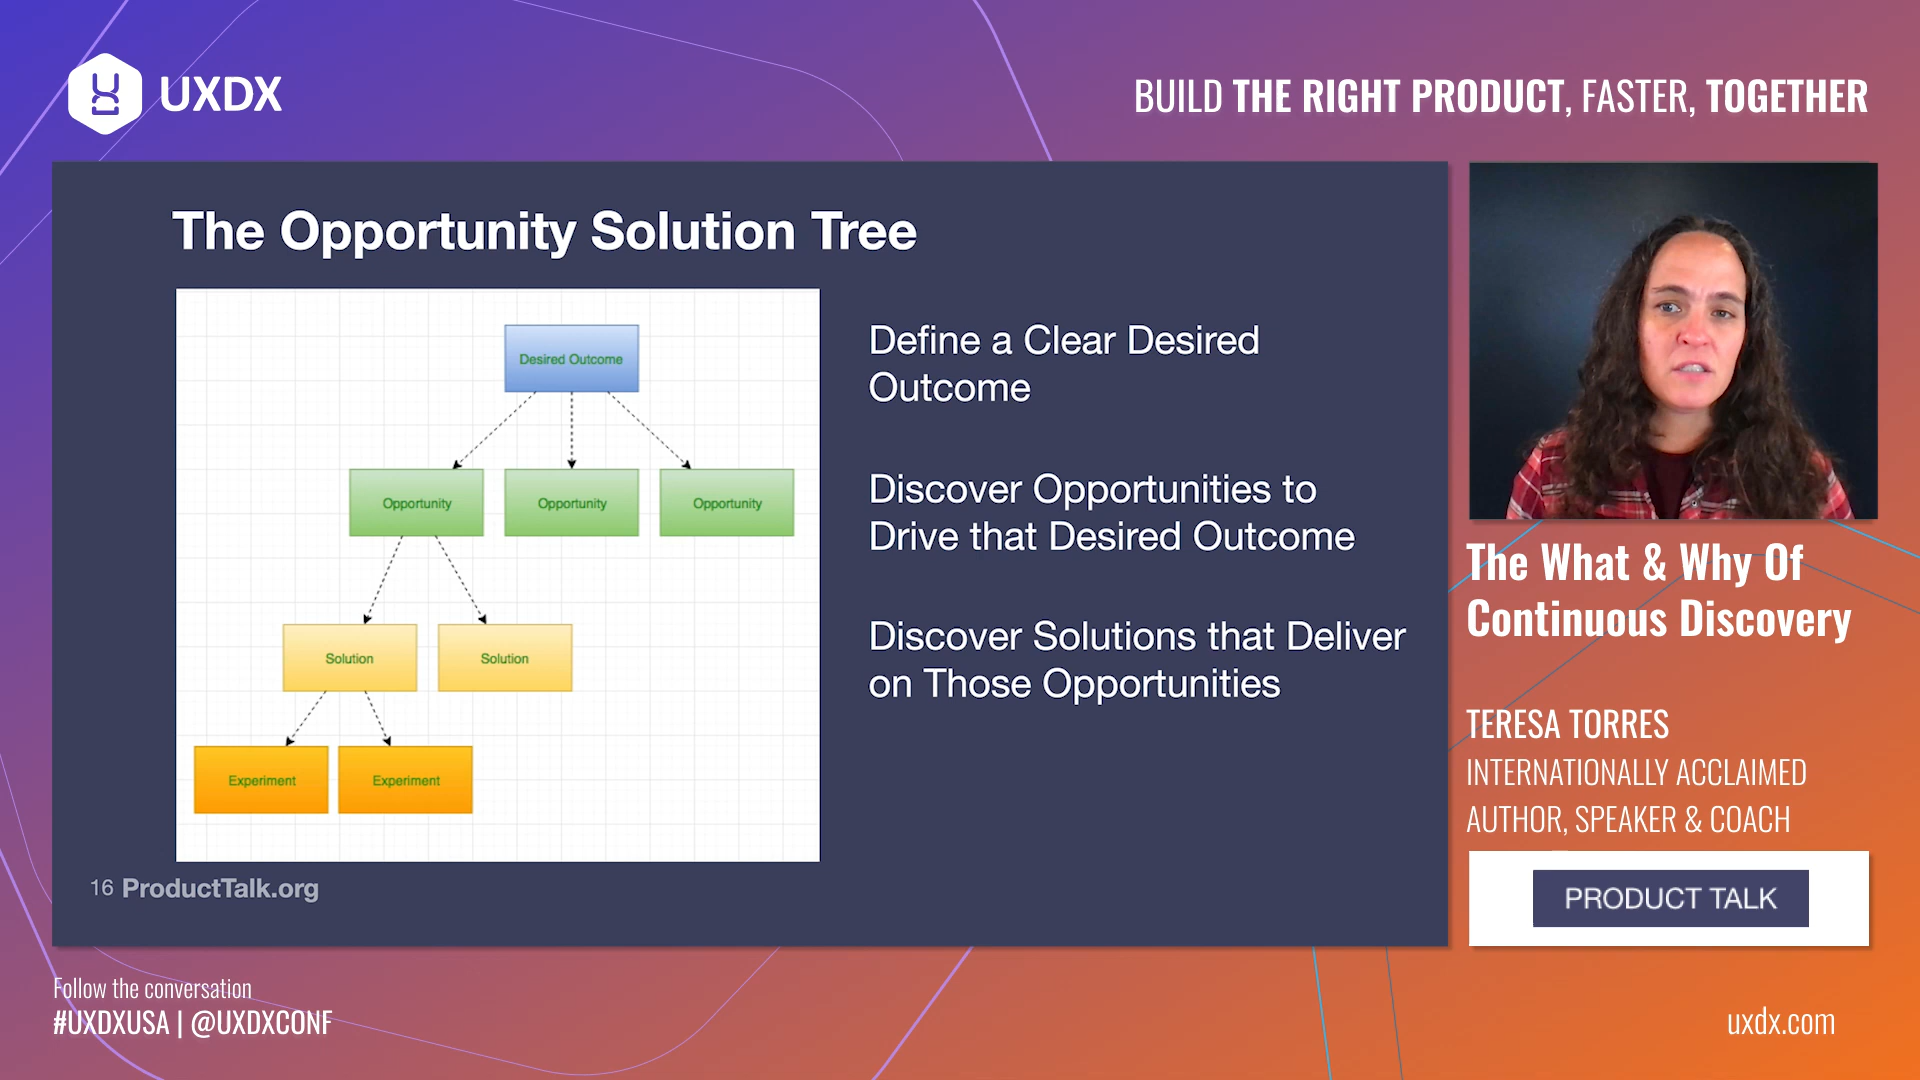 UXDX
BUILD THE RIGHT PRODUCT, FASTER, TOGETHER
The Opportunity Solution Tree
Desired Outcome
Opportunity
Opportunity
Opportunity
Solution
Solution
Experiment
Experiment
Define a Clear Desired
Outcome
Discover Opportunities to
Drive that Desired Outcome
Discover Solutions that Deliver
on Those Opportunities
16 ProductTalk.org
The What & Why Of
Continuous Discovery
TERESA TORRES
INTERNATIONALLY ACCLAIMED
AUTHOR, SPEAKER & COACH
PRODUCT TALK
Follow the conversation
#UXDXUSA | @UXDXCONF
uxdx.com